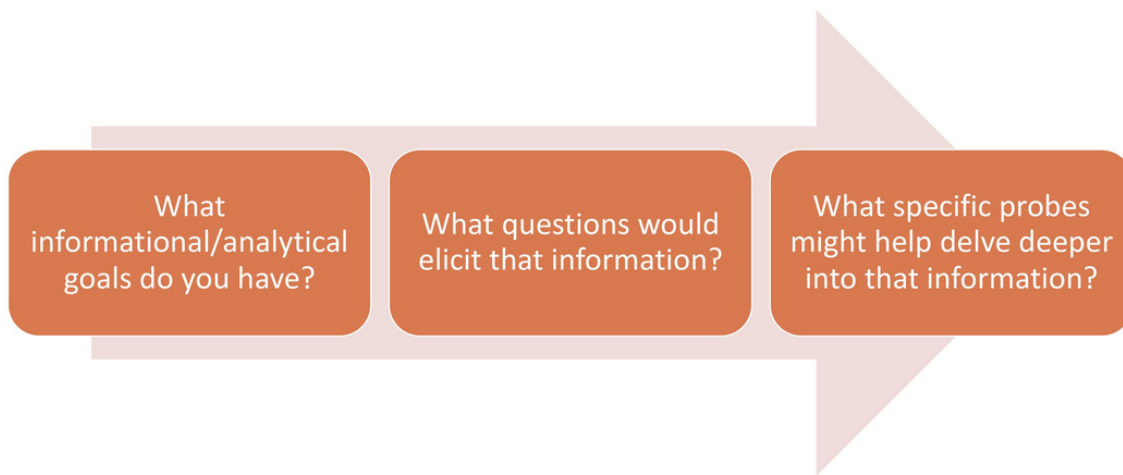 What
informational/analytical
goals do you have?
What questions would
elicit that information?
What specific probes
might help delve deeper
into that information?